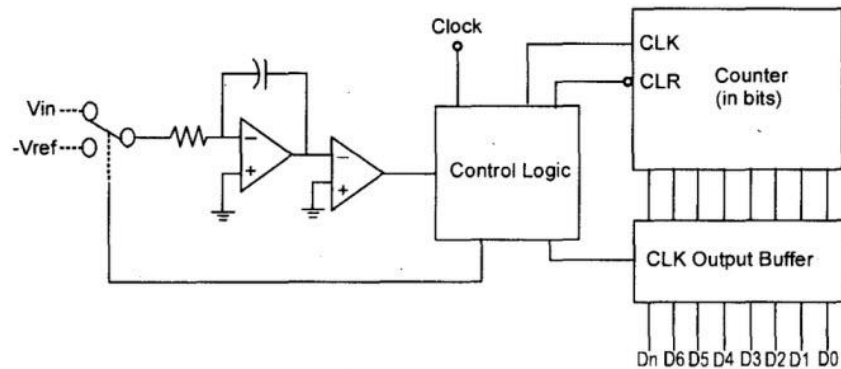 Clock
CLK
CLR
Counter
(in bits)
Vin
-Vref
−
+
−
+
Control Logic
CLK Output Buffer
Dn D6 D5 D4 D3 D2 D1 D0